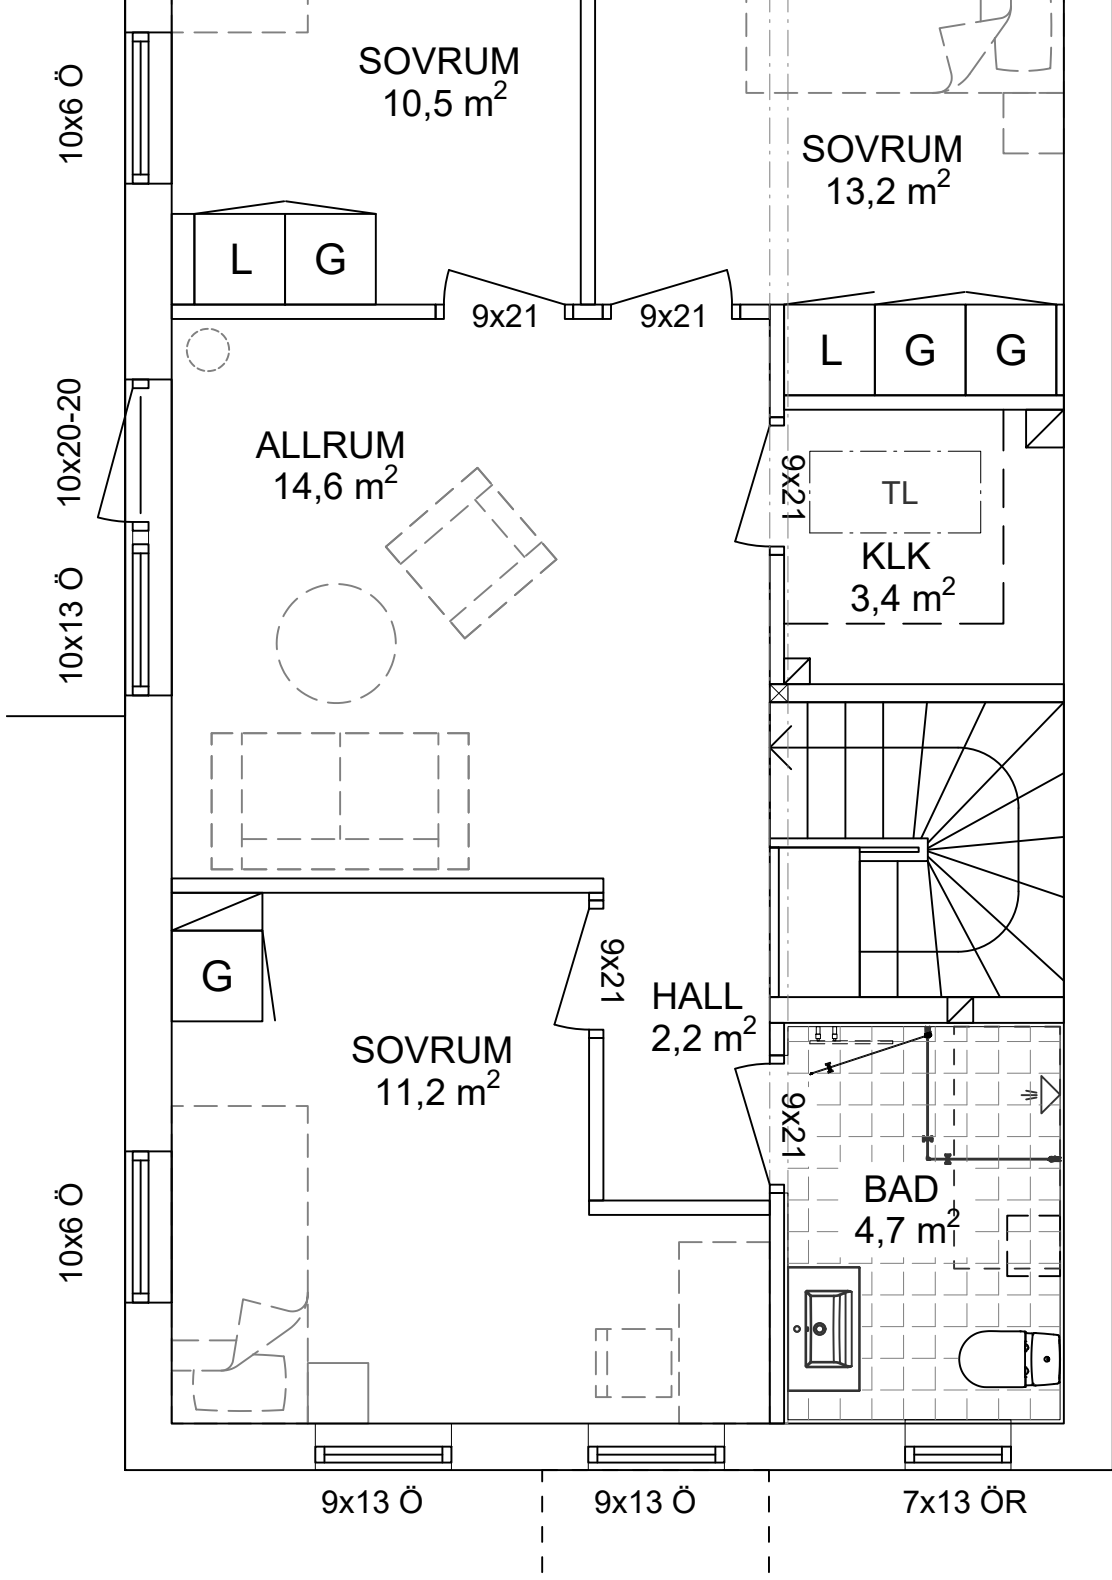 10x6 Ö
SOVRUM
10,5 m²
SOVRUM
13,2 m²
L
G
9x21
9x21
L
G
G
10x20-20
ALLRUM
14,6 m²
9x21
TL
KLK
3,4 m²
10x13 Ö
G
9x21
HALL
2,2 m²
SOVRUM
11,2 m²
9x21
BAD
4,7 m²
10x6 Ö
9x13 Ö
9x13 Ö
7x13 ÖR